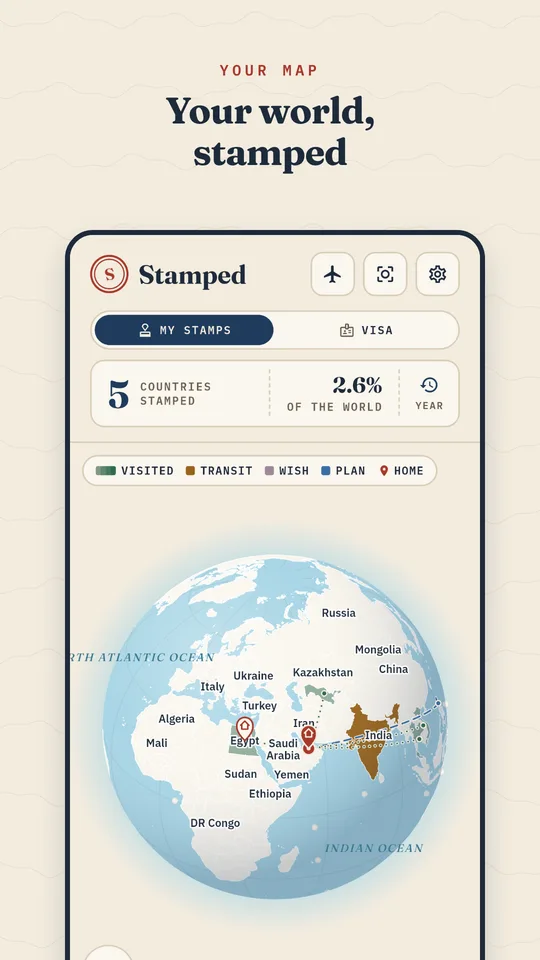 YOUR MAP
Your world,
stamped
S
Stamped
MY STAMPS
VISA
5 COUNTRIES STAMPED
2.6%
OF THE WORLD
YEAR
VISITED TRANSIT WISH PLAN HOME
Russia
RTH ATLANTIC OCEAN
Mongolia
China
Kazakhstan
Ukraine
Italy
Turkey
Algeria
Iran
India
Mali
Egypt
Saudi
Arabia
Sudan
Yemen
Ethiopia
DR Congo
INDIAN OCEAN